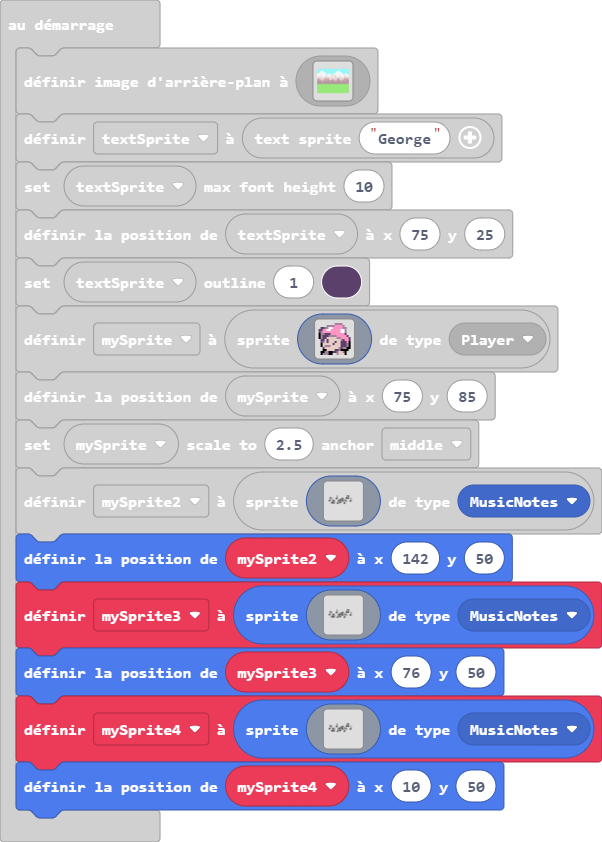 au démarrage
définir image d'arrière-plan à
définir textSprite à text sprite "George"
set textSprite max font height 10
définir la position de textSprite à x 75 y 25
set textSprite outline 1
définir mySprite à sprite de type Player
définir la position de mySprite à x 75 y 85
set mySprite scale to 2.5 anchor middle
définir mySprite2 à sprite de type MusicNotes
définir la position de mySprite2 à x 142 y 50
définir mySprite3 à sprite de type MusicNotes
définir la position de mySprite3 à x 76 y 50
définir mySprite4 à sprite de type MusicNotes
définir la position de mySprite4 à x 10 y 50